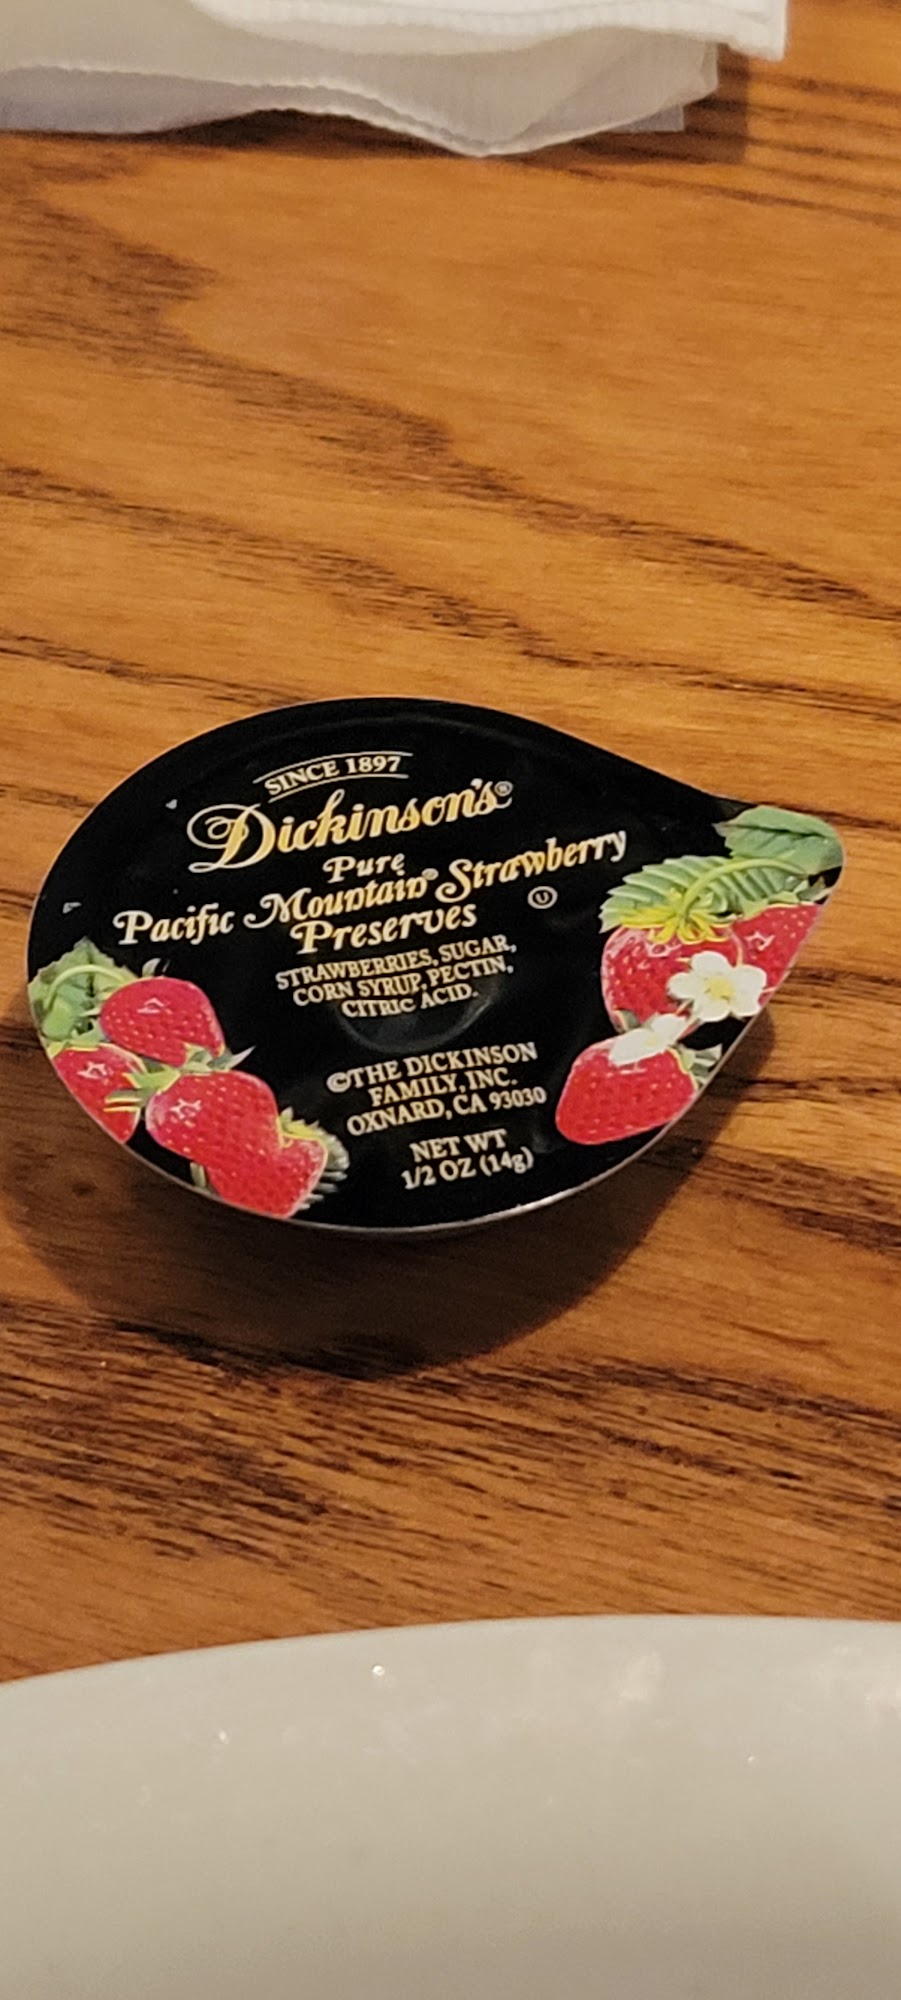 SINCE 1897
Dickinson's®
Pure
Pacific Mountain® Strawberry
Preserves
Ⓤ
STRAWBERRIES, SUGAR,
CORN SYRUP, PECTIN,
CITRIC ACID.
©THE DICKINSON
FAMILY, INC.
OXNARD, CA 93030
NET WT
1/2 OZ (14g)